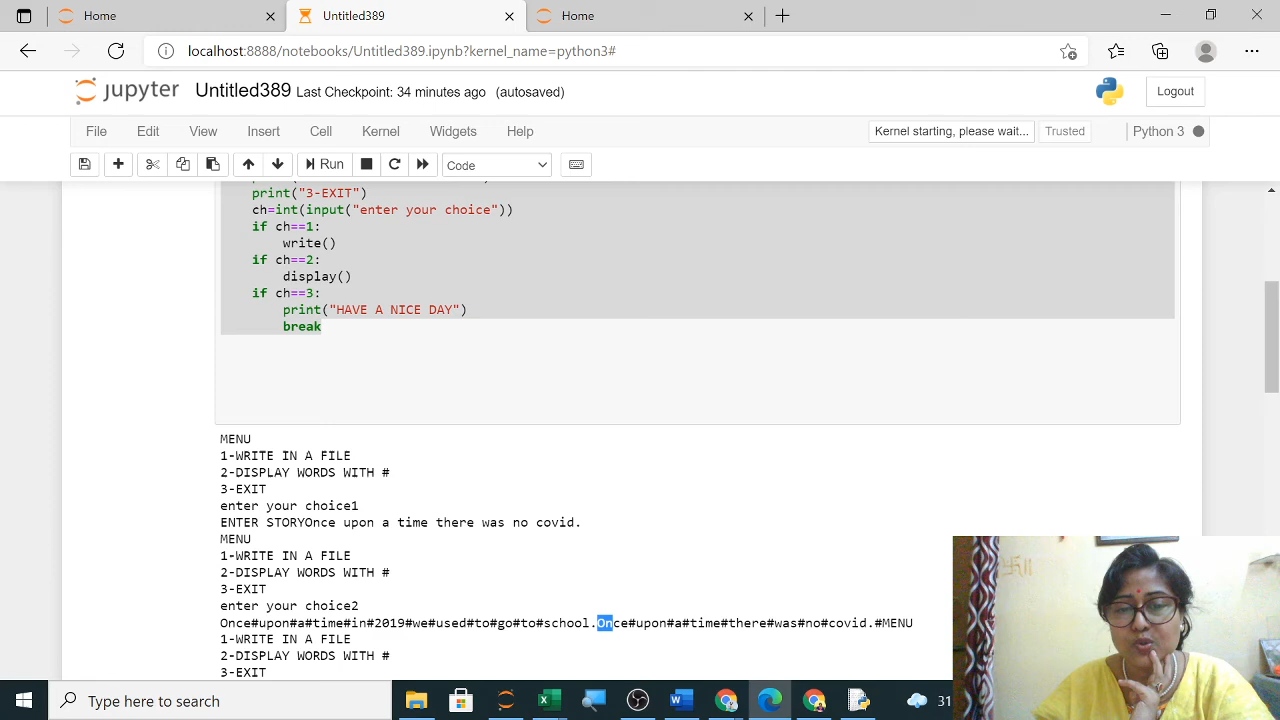 Home
Untitled389
Home
localhost:8888/notebooks/Untitled389.ipynb?kernel_name=python3#
jupyter Untitled389 Last Checkpoint: 34 minutes ago (autosaved)
Logout
File Edit View Insert Cell Kernel Widgets Help
Kernel starting, please wait... Trusted Python 3
Run Code
print("3-EXIT")
ch=int(input("enter your choice"))
if ch==1:
write()
if ch==2:
display()
if ch==3:
print("HAVE A NICE DAY")
break
MENU
1-WRITE IN A FILE
2-DISPLAY WORDS WITH #
3-EXIT
enter your choice1
ENTER STORYOnce upon a time there was no covid.
MENU
1-WRITE IN A FILE
2-DISPLAY WORDS WITH #
3-EXIT
enter your choice2
Once#upon#a#time#in#2019#we#used#to#go#to#school.Once#upon#a#time#there#was#no#covid.#MENU
1-WRITE IN A FILE
2-DISPLAY WORDS WITH #
3-EXIT
Type here to search
31